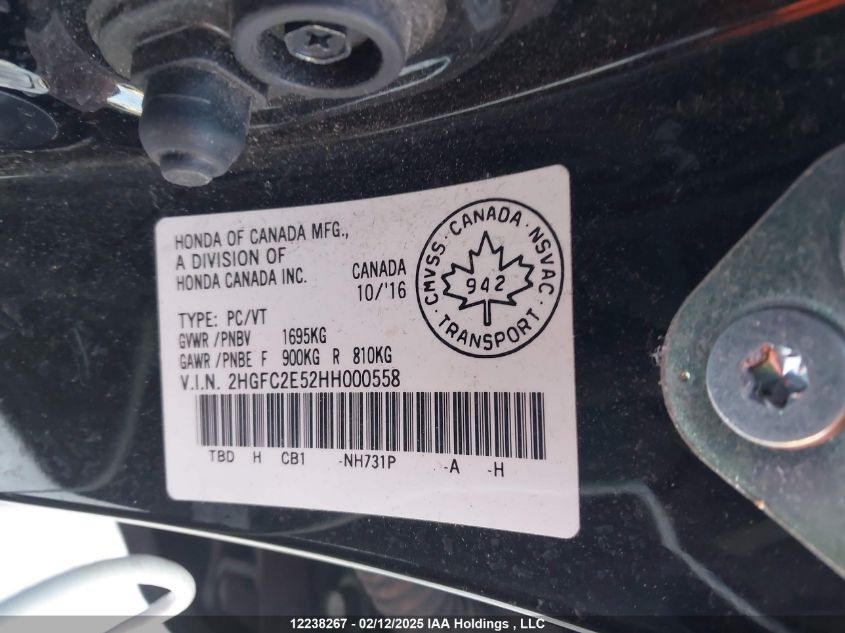 HONDA OF CANADA MFG.,
A DIVISION OF
HONDA CANADA INC.
CANADA
10/'16
TYPE: PC/VT
GVWR /PNBV 1695KG
GAWR /PNBE F 900KG R 810KG
V.I.N. 2HGFC2E52HH000558
TBD H CB1 -NH731P -A -H
CMVSS · CANADA · NSVAC
942
TRANSPORT
12238267 - 02/12/2025 IAA Holdings , LLC